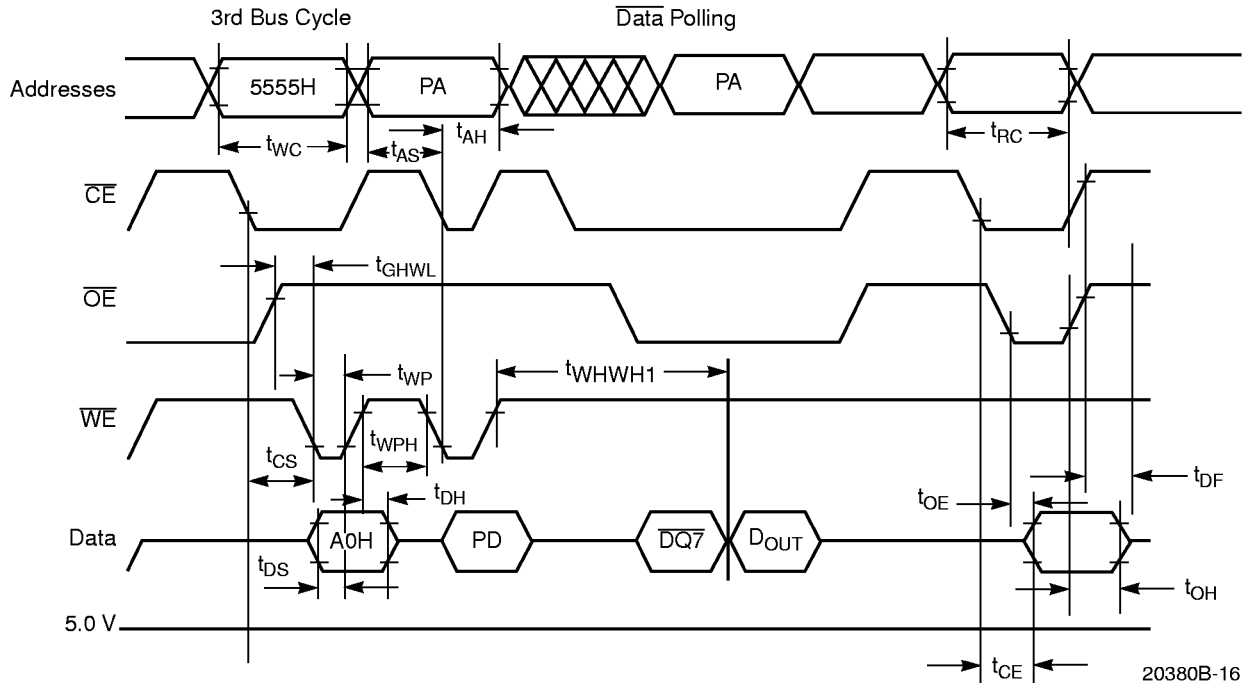 3rd Bus Cycle
Data Polling
Addresses
5555H
PA
PA
tWC
tAS
tAH
tRC
CE
tGHWL
OE
tWP
tWHWH1
WE
tCS
tWPH
tDH
tOE
tDF
Data
A0H
PD
DQ7
DOUT
tDS
tOH
5.0 V
tCE
20380B-16